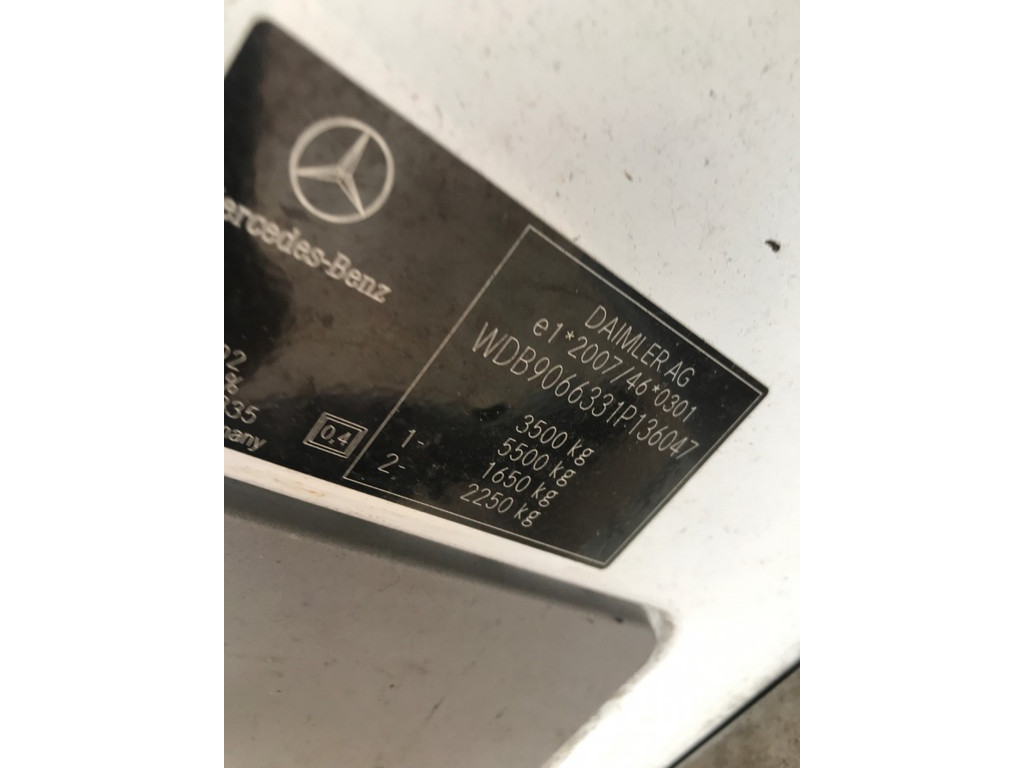 Mercedes-Benz
DAIMLER AG
e1*2007/46*0301
WDB9066331P136047
3500 kg
1- 5500 kg
2- 1650 kg
2250 kg
0,4
%